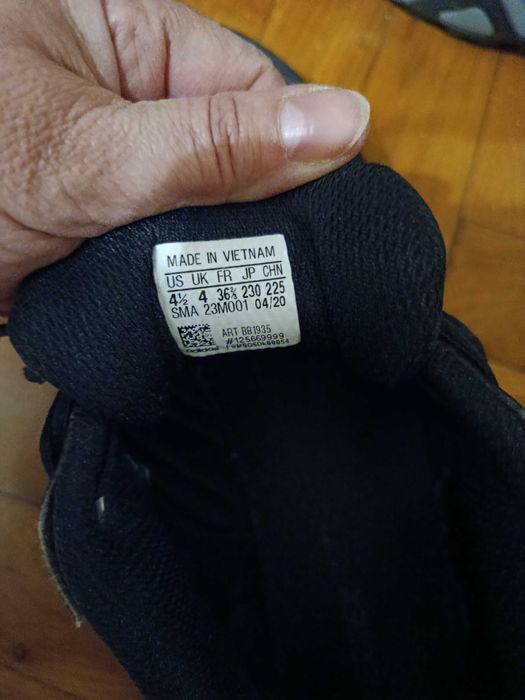 MADE IN VIETNAM
US UK FR JP CHN
4½ 4 36⅔ 230 225
SMA 23M001 04/20
ART BB1935
#125669999
adidas